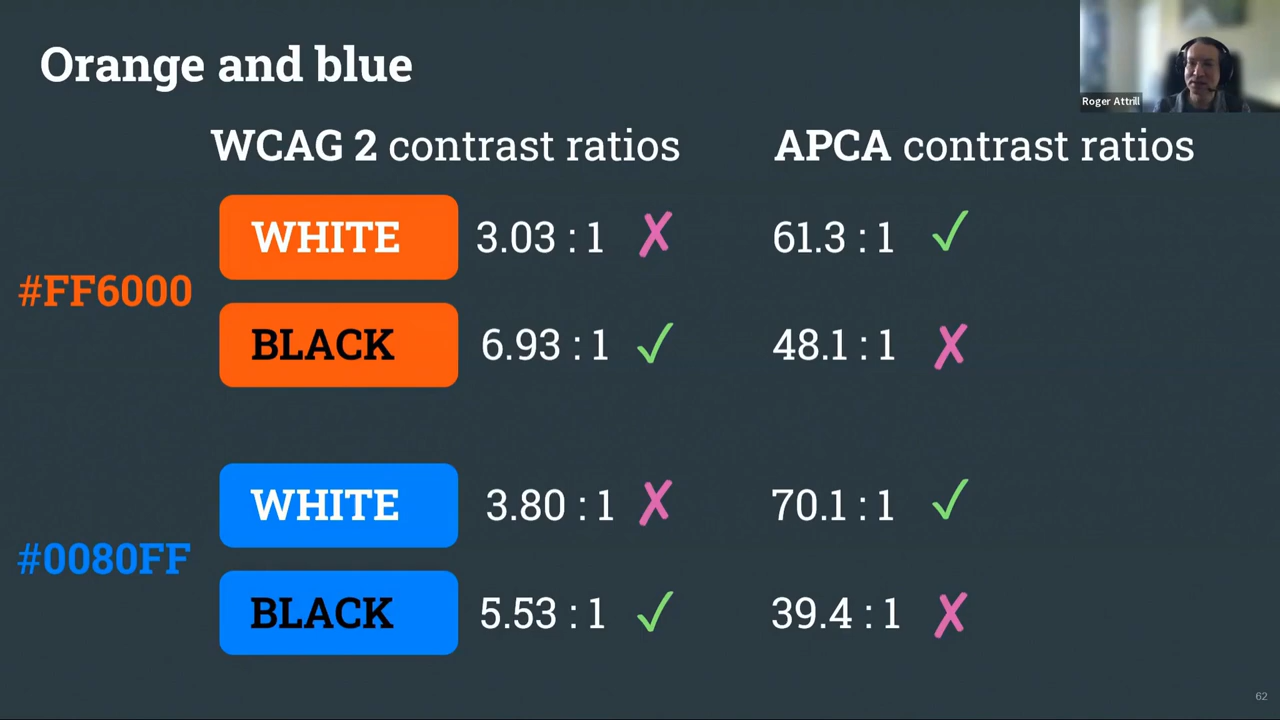 Orange and blue
Roger Attrill
WCAG 2 contrast ratios
APCA contrast ratios
#FF6000
WHITE 3.03 : 1 ✗ 61.3 : 1 ✓
BLACK 6.93 : 1 ✓ 48.1 : 1 ✗
#0080FF
WHITE 3.80 : 1 ✗ 70.1 : 1 ✓
BLACK 5.53 : 1 ✓ 39.4 : 1 ✗
62